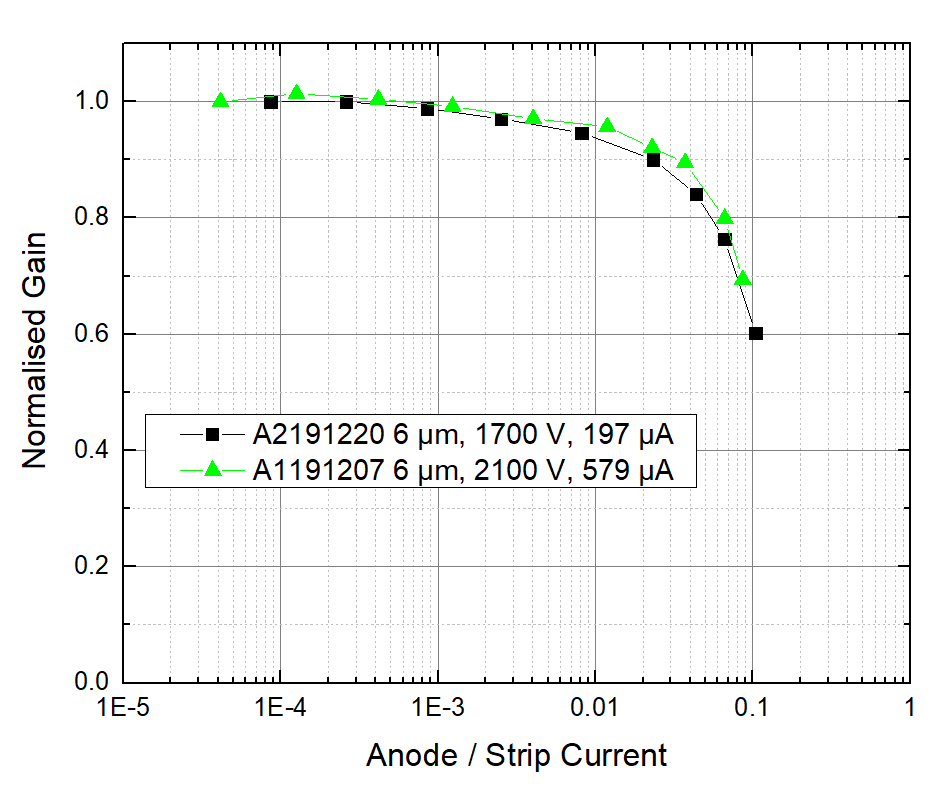 Normalised Gain
1.0
0.8
0.6
0.4
0.2
0.0
A2191220 6 µm, 1700 V, 197 µA
A1191207 6 µm, 2100 V, 579 µA
1E-5 1E-4 1E-3 0.01 0.1 1
Anode / Strip Current